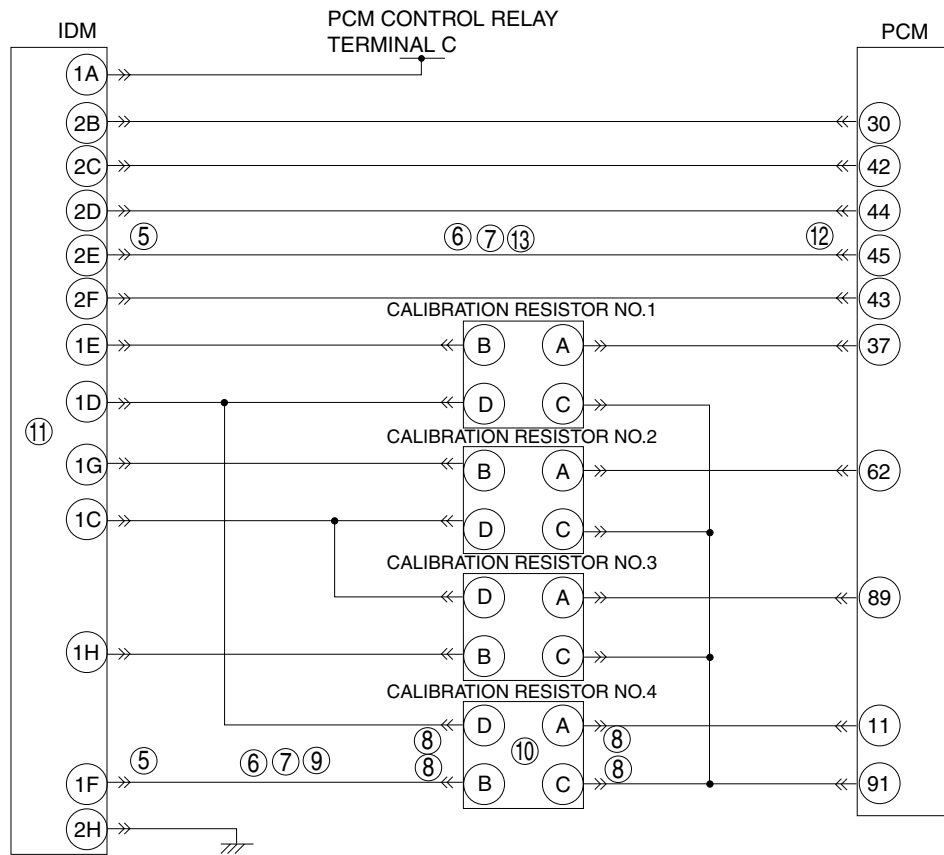 PCM CONTROL RELAY
TERMINAL C
IDM
PCM
1A
2B
30
2C
42
2D
44
⑤ ⑥ ⑦ ⑬ ⑫
2E
45
2F
43
CALIBRATION RESISTOR NO.1
1E
B
A
37
1D
D
C
⑪
CALIBRATION RESISTOR NO.2
1G
B
A
62
1C
D
C
CALIBRATION RESISTOR NO.3
D
A
89
1H
B
C
CALIBRATION RESISTOR NO.4
D
A
11
⑧ ⑩ ⑧
⑤ ⑥ ⑦ ⑨ ⑧ ⑧
1F
B
C
91
2H